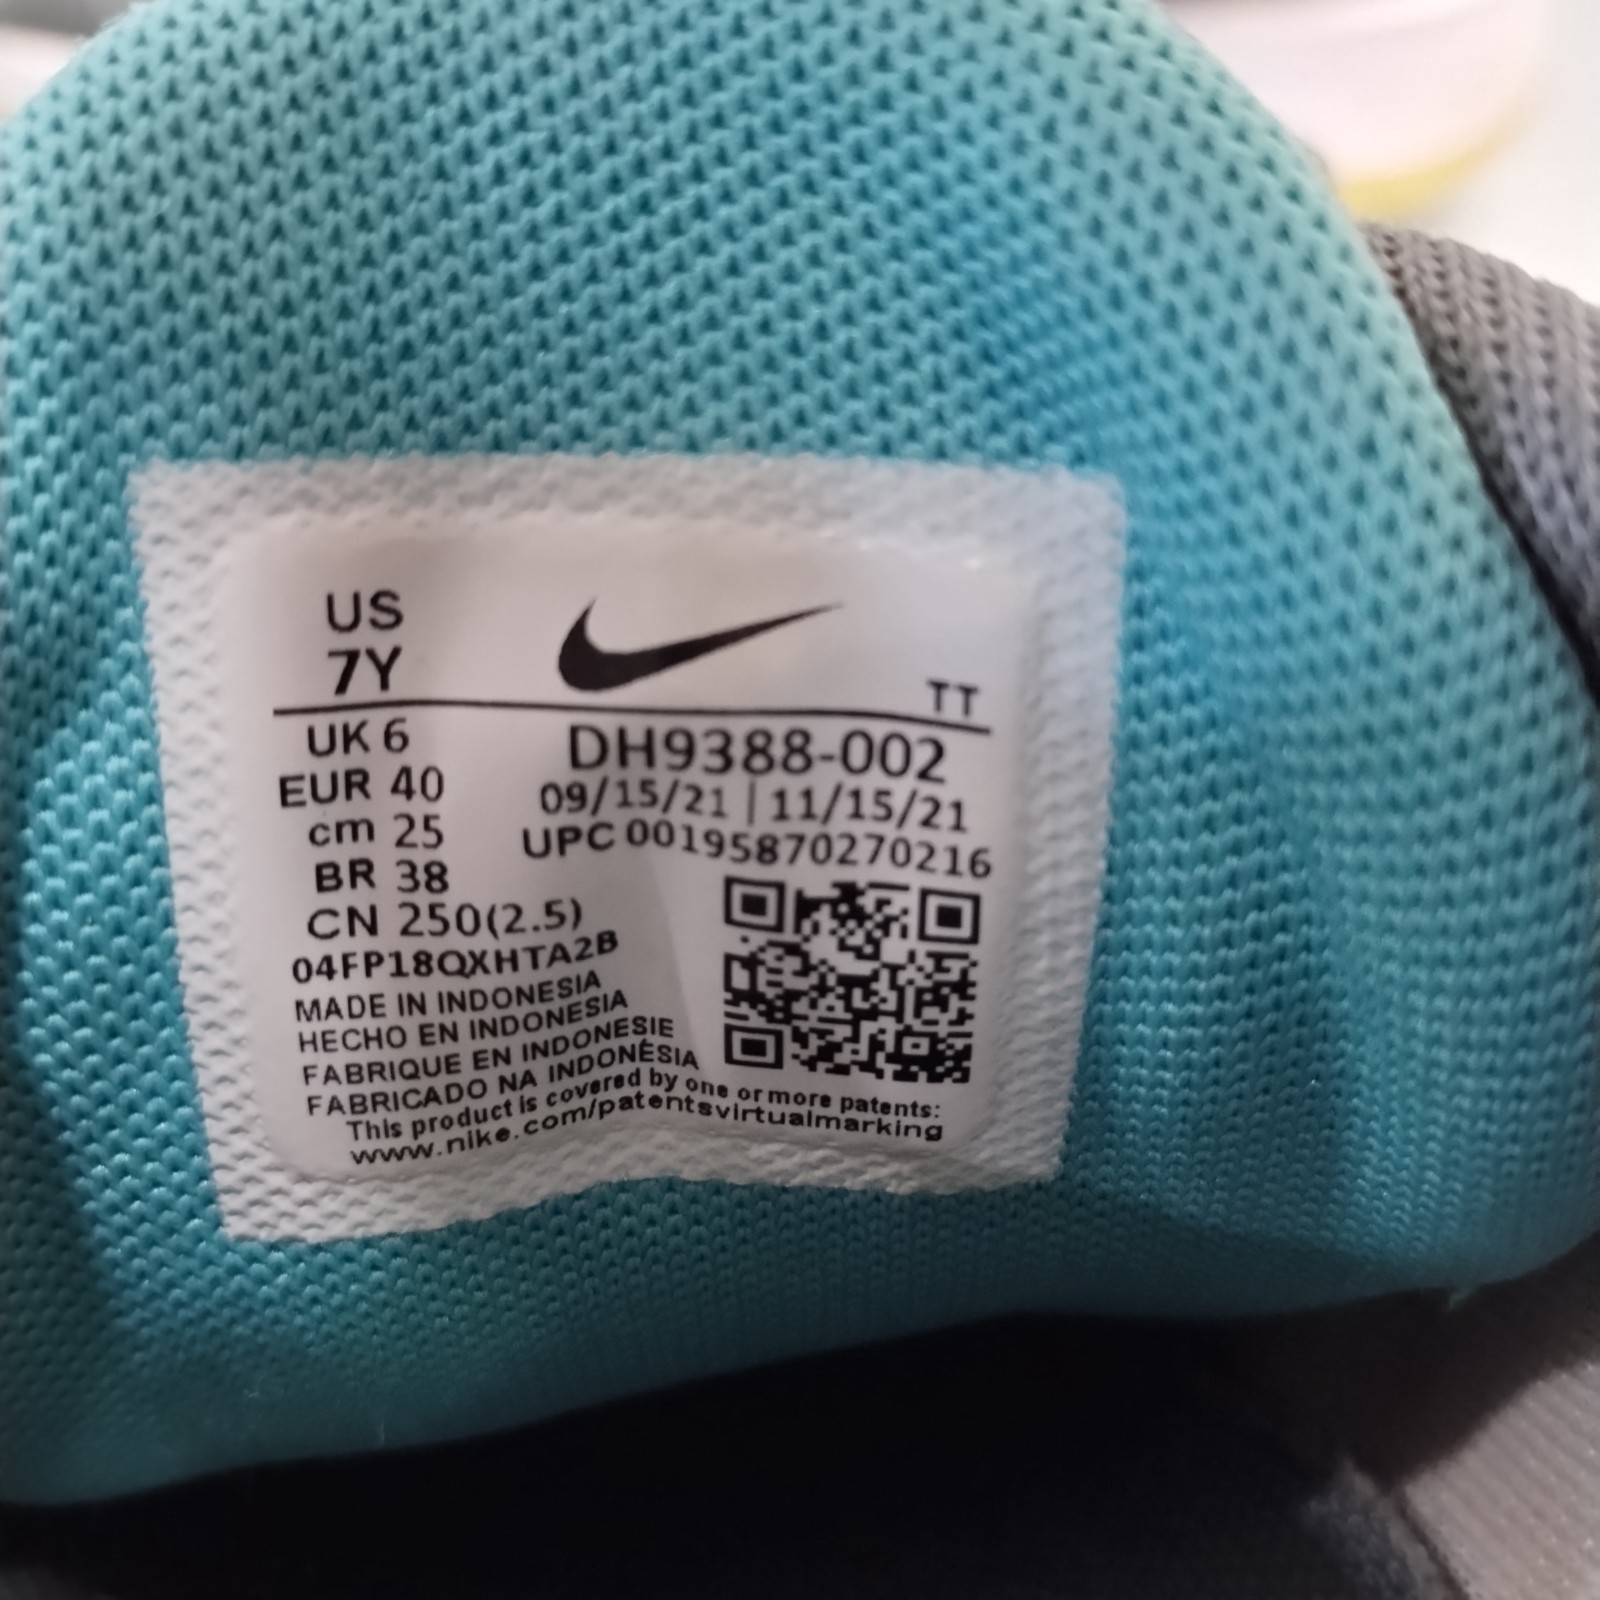 US
7Y
TT
UK 6
EUR 40
cm 25
BR 38
CN 250(2.5)
DH9388-002
09/15/21 | 11/15/21
UPC 00195870270216
04FP18QXHTA2B
MADE IN INDONESIA
HECHO EN INDONESIA
FABRIQUE EN INDONESIE
FABRICADO NA INDONÉSIA
This product is covered by one or more patents:
www.nike.com/patentsvirtualmarking